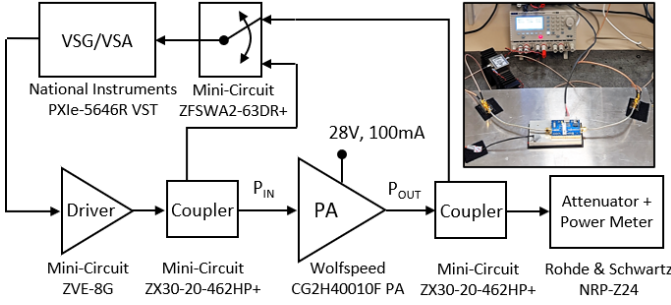 VSG/VSA
National Instruments
PXIe-5646R VST
Mini-Circuit
ZFSWA2-63DR+
28V, 100mA
Driver
Coupler
P_IN
PA
P_OUT
Coupler
Attenuator +
Power Meter
Mini-Circuit
ZVE-8G
Mini-Circuit
ZX30-20-462HP+
Wolfspeed
CG2H40010F PA
Mini-Circuit
ZX30-20-462HP+
Rohde & Schwartz
NRP-Z24